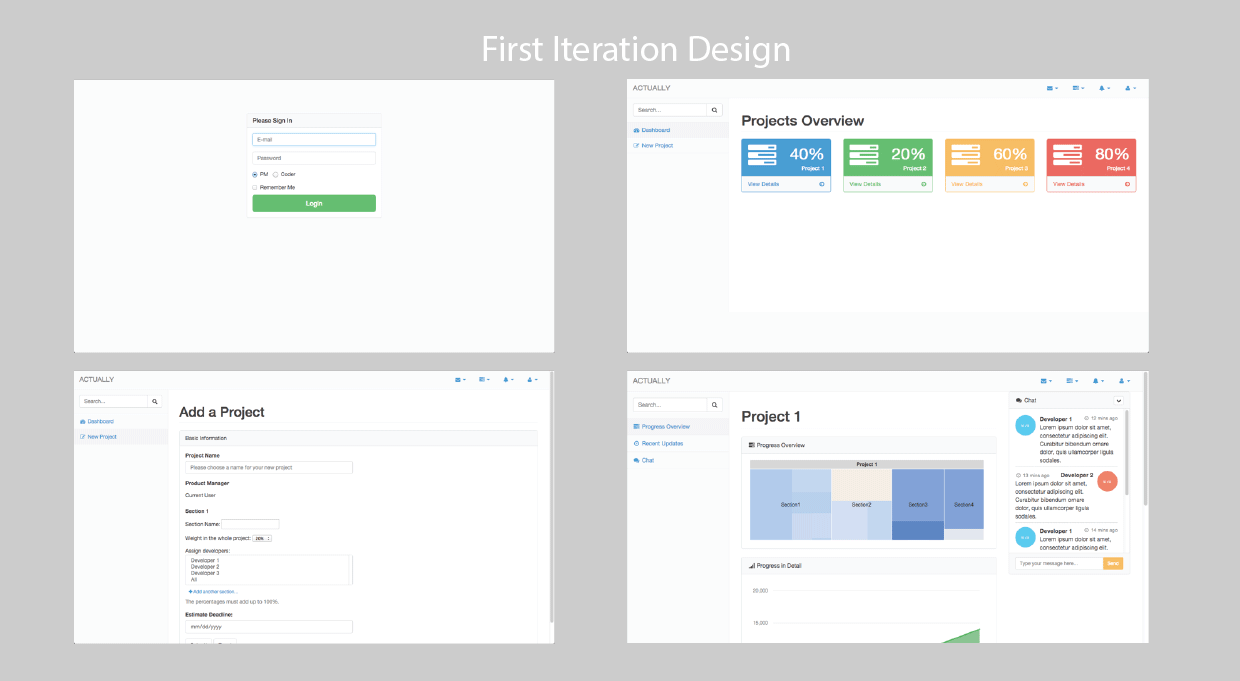 First Iteration Design
Please Sign In
E-mail
Password
PM Coder
Remember Me
Login
ACTUALLY
Search...
Dashboard
New Project
Projects Overview
40%
Project 1
View Details
20%
Project 2
View Details
60%
Project 3
View Details
80%
Project 4
View Details
ACTUALLY
Search...
Dashboard
New Project
Add a Project
Basic Information
Project Name
Please choose a name for your new project
Product Manager
Current User
Section 1
Section Name:
Weight in the whole project:
Assign developers:
Developer 1
Developer 2
Developer 3
All
Add another section...
The percentages must add up to 100%.
Estimate Deadline:
mm/dd/yyyy
ACTUALLY
Search...
Progress Overview
Recent Updates
Chat
Project 1
Progress Overview
Project 1
Section1
Section2
Section3
Section4
Progress In Detail
20,000
15,000
Chat
Developer 1 12 mins ago
Lorem ipsum dolor sit amet,
consectetur adipiscing elit.
Curabitur bibendum ornare
dolor, quis ullamcorper ligula
sodales.
13 mins ago Developer 2
Lorem ipsum dolor sit amet,
consectetur adipiscing elit.
Curabitur bibendum ornare
dolor, quis ullamcorper ligula
sodales.
Developer 1 14 mins ago
Lorem ipsum dolor sit amet,
consectetur adipiscing elit.
Type your message here...
Send